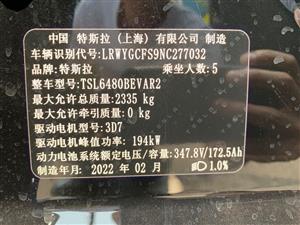 中国 特斯拉（上海）有限公司 制造
车辆识别代号:LRWYGCFS9NC277032
品牌:特斯拉 乘坐人数:5
整车型号:TSL6480BEVAR2
最大允许总质量:2335 kg
最大允许牵引质量:0 kg
驱动电机型号:3D7
驱动电机峰值功率:194kW
动力电池系统额定电压/容量:347.8V/172.5Ah
制造年月:2022 年 02 月 1.0%